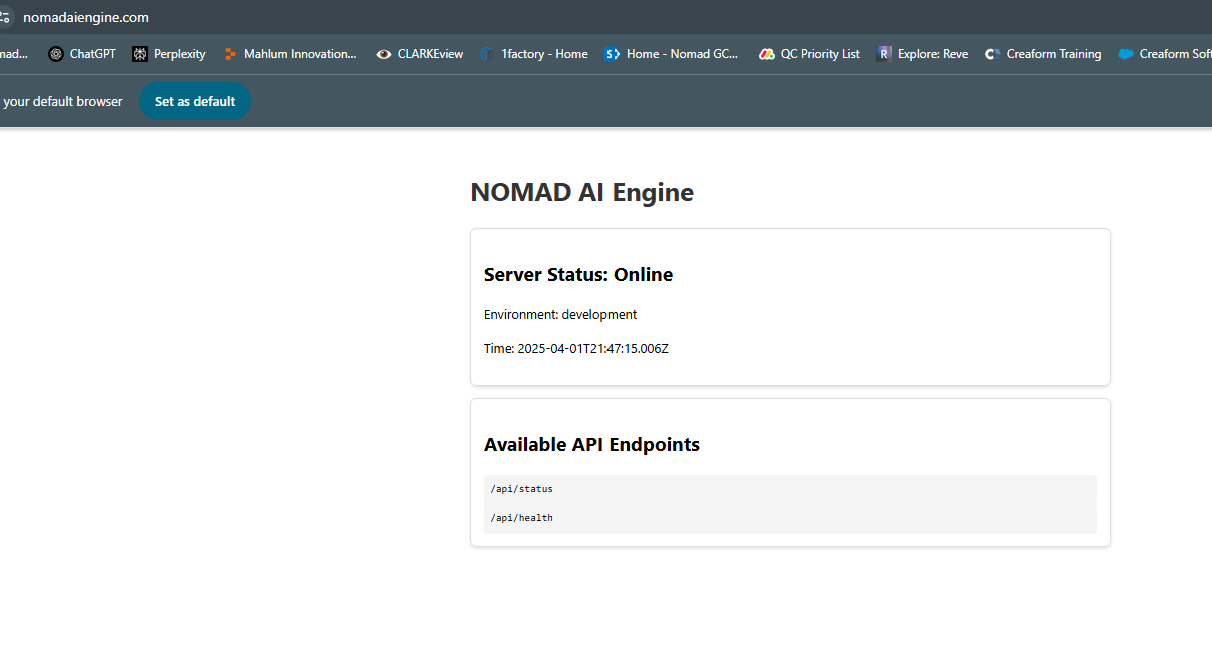 nomadaiengine.com
mad... ChatGPT Perplexity Mahlum Innovation... CLARKEview 1factory - Home Home - Nomad GC... QC Priority List Explore: Reve Creaform Training Creaform Soft
your default browser Set as default
NOMAD AI Engine
Server Status: Online
Environment: development
Time: 2025-04-01T21:47:15.006Z
Available API Endpoints
/api/status
/api/health